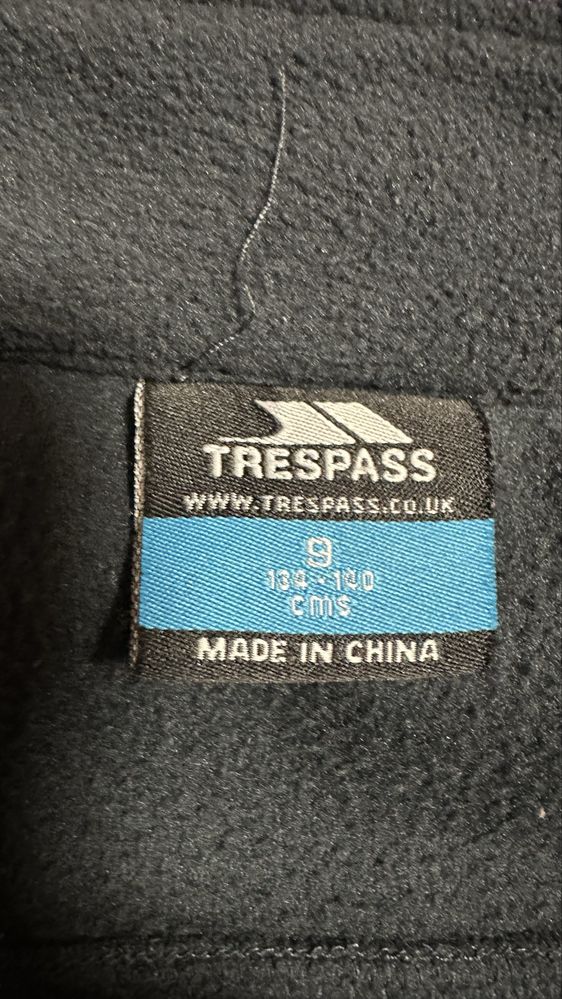 TRESPASS
WWW.TRESPASS.CO.UK
9
134-140
cms
MADE IN CHINA